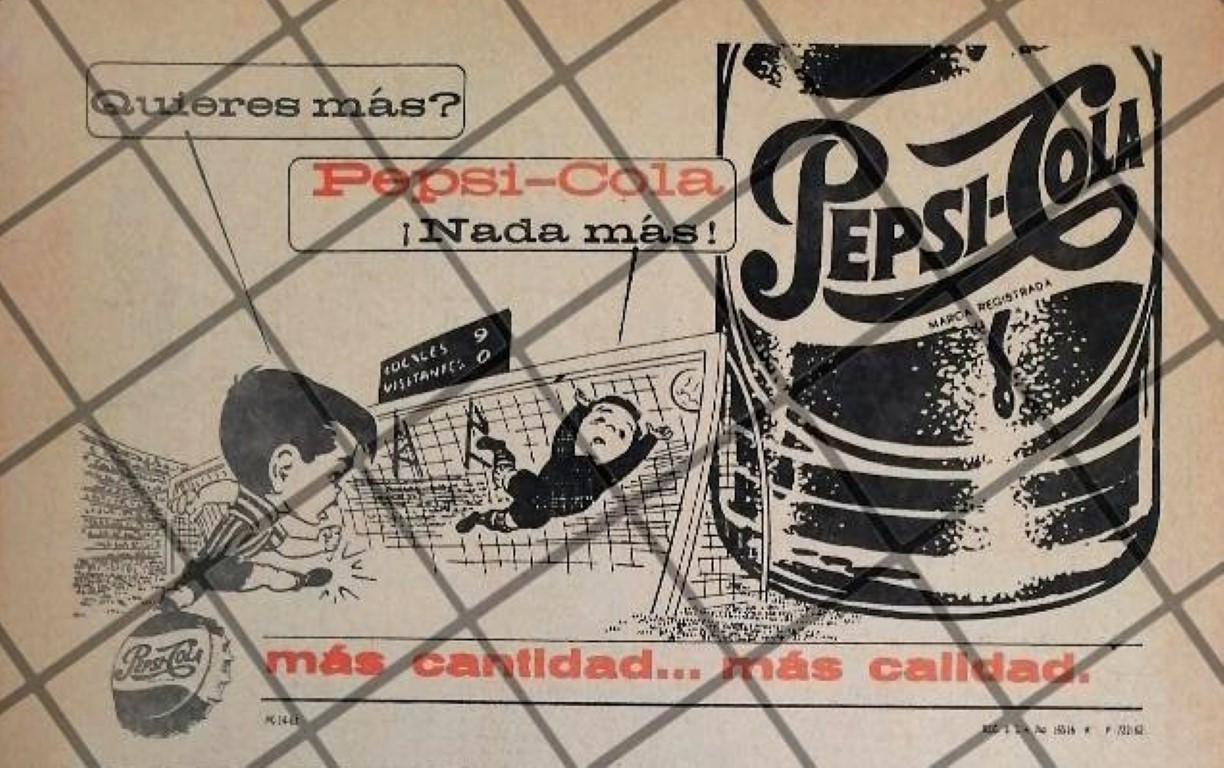 Quieres más?
Pepsi-Cola
¡Nada más!
PEPSI-COLA
MARCA REGISTRADA
LOCALES 9
VISITANTES 0
Pepsi-Cola
más cantidad... más calidad.